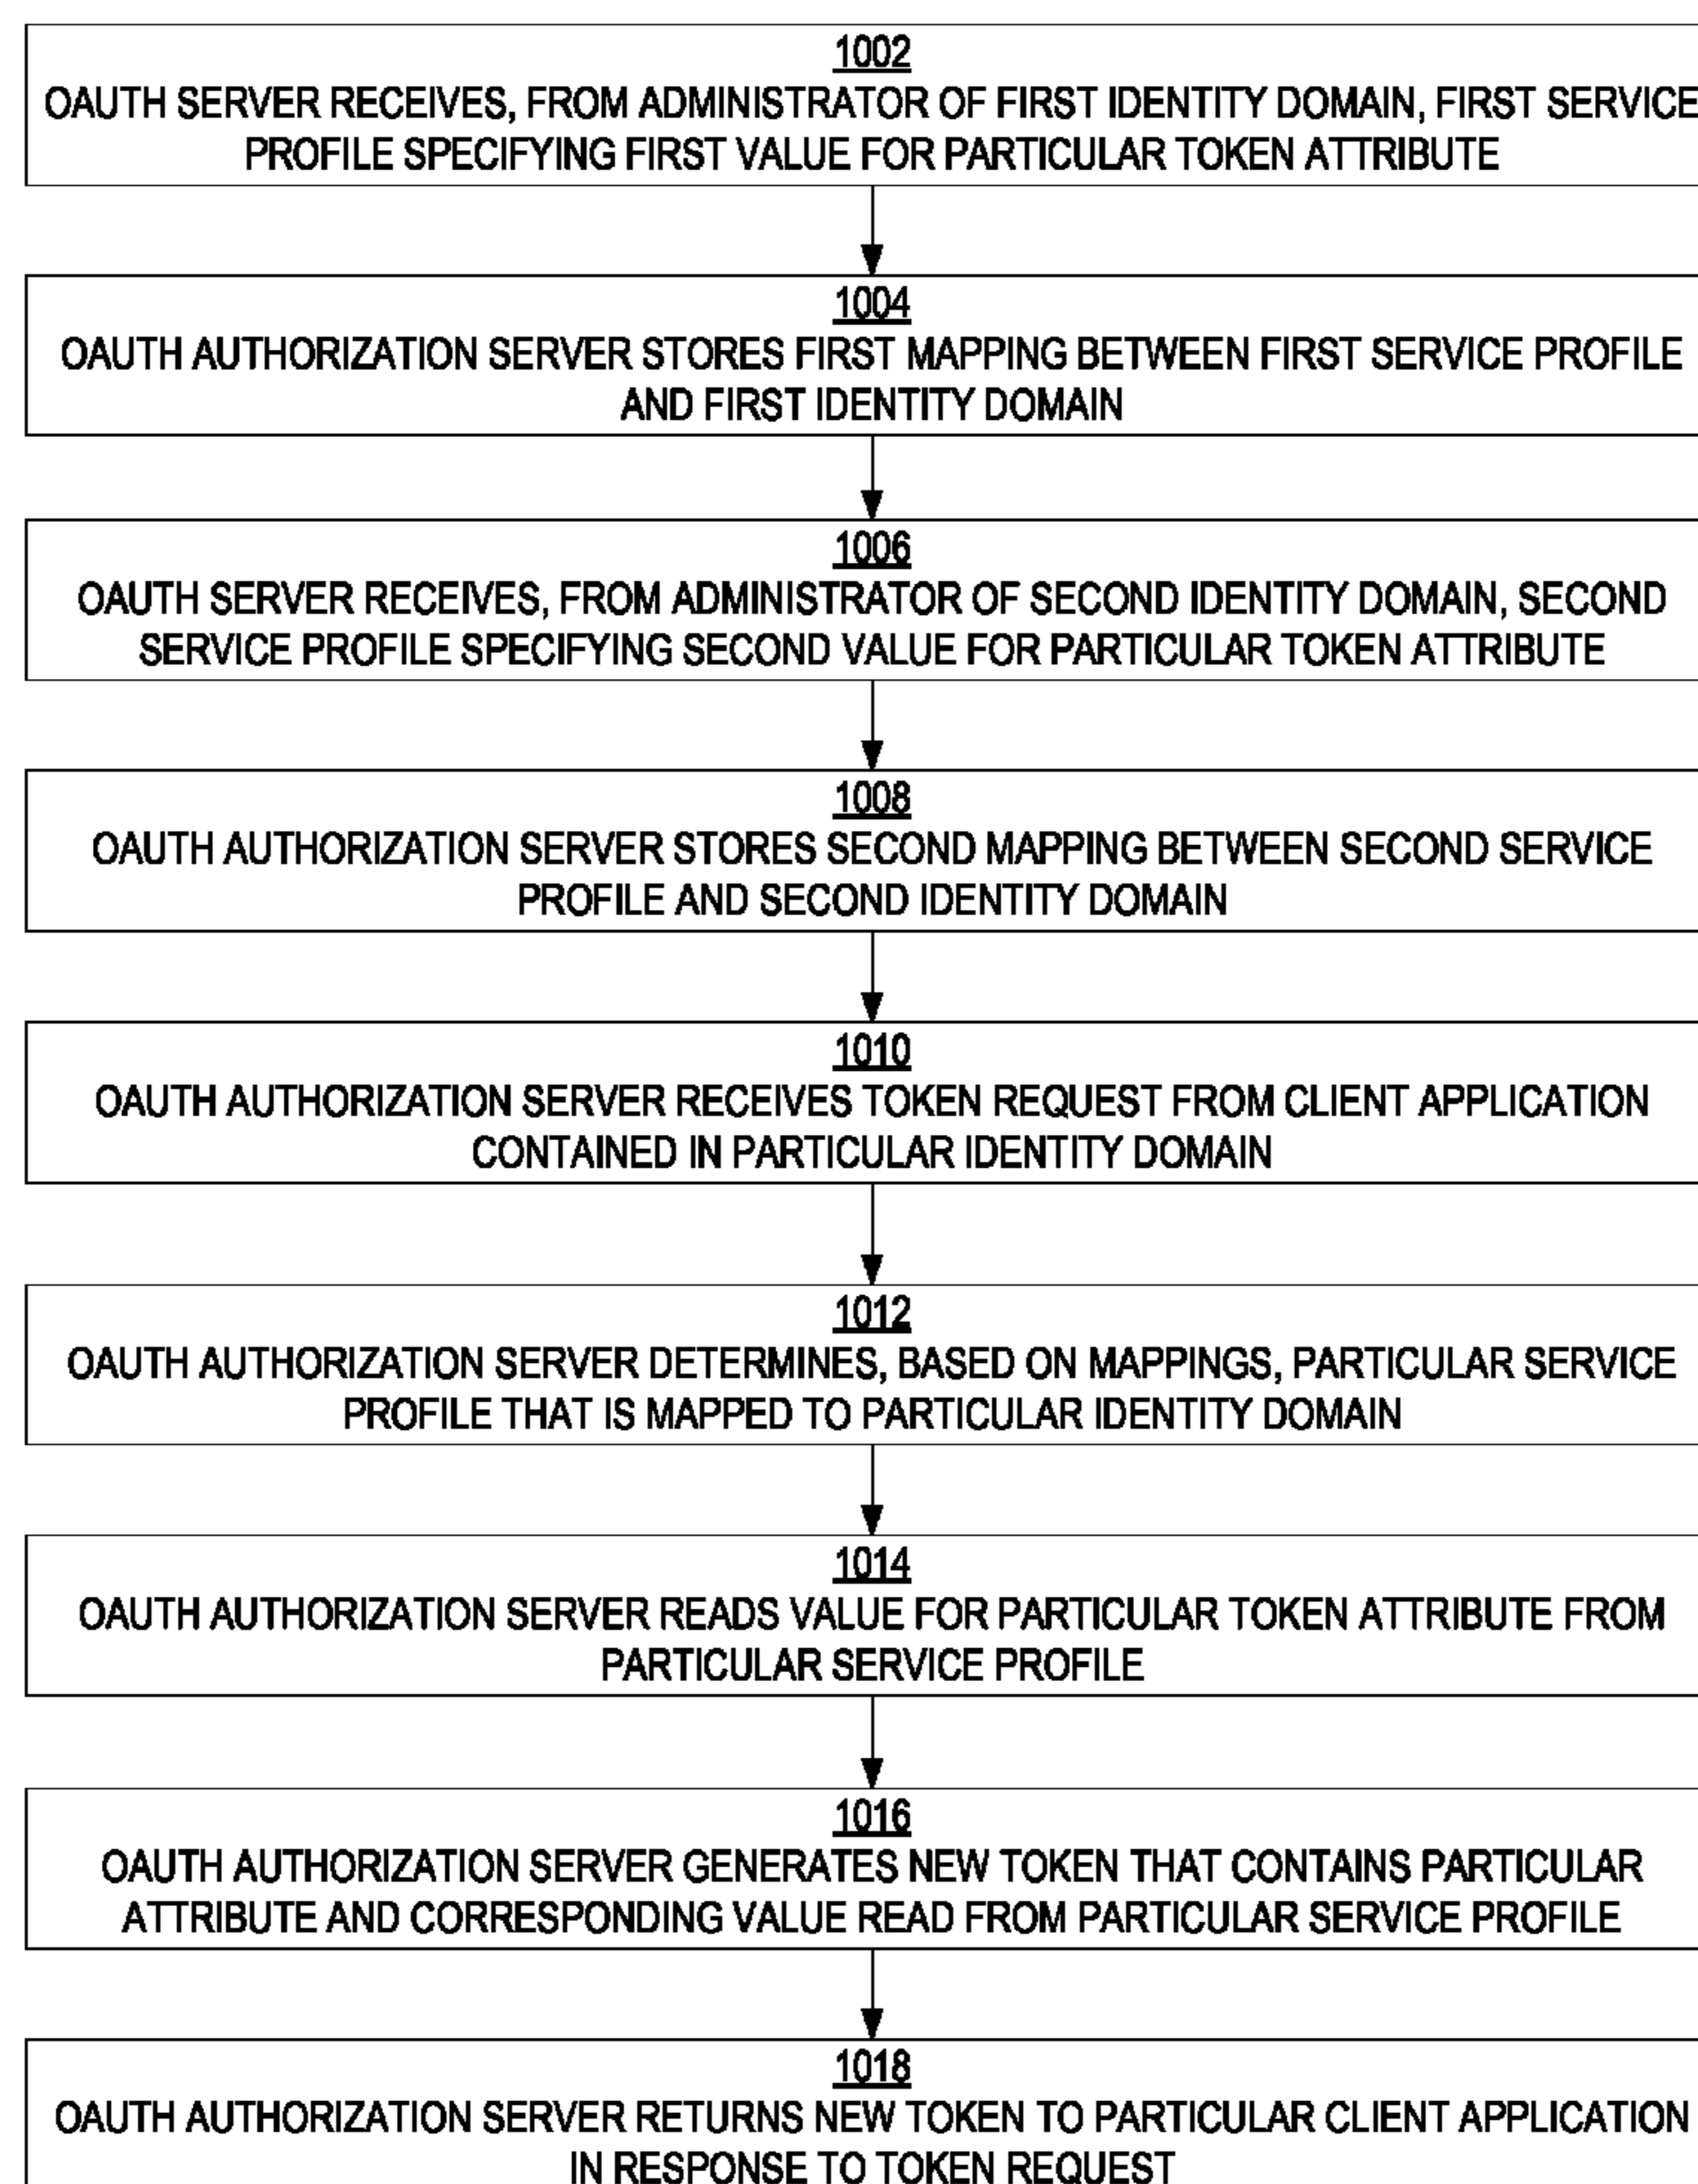 1002
OAUTH SERVER RECEIVES, FROM ADMINISTRATOR OF FIRST IDENTITY DOMAIN, FIRST SERVICE
PROFILE SPECIFYING FIRST VALUE FOR PARTICULAR TOKEN ATTRIBUTE
1004
OAUTH AUTHORIZATION SERVER STORES FIRST MAPPING BETWEEN FIRST SERVICE PROFILE
AND FIRST IDENTITY DOMAIN
1006
OAUTH SERVER RECEIVES, FROM ADMINISTRATOR OF SECOND IDENTITY DOMAIN, SECOND
SERVICE PROFILE SPECIFYING SECOND VALUE FOR PARTICULAR TOKEN ATTRIBUTE
1008
OAUTH AUTHORIZATION SERVER STORES SECOND MAPPING BETWEEN SECOND SERVICE
PROFILE AND SECOND IDENTITY DOMAIN
1010
OAUTH AUTHORIZATION SERVER RECEIVES TOKEN REQUEST FROM CLIENT APPLICATION
CONTAINED IN PARTICULAR IDENTITY DOMAIN
1012
OAUTH AUTHORIZATION SERVER DETERMINES, BASED ON MAPPINGS, PARTICULAR SERVICE
PROFILE THAT IS MAPPED TO PARTICULAR IDENTITY DOMAIN
1014
OAUTH AUTHORIZATION SERVER READS VALUE FOR PARTICULAR TOKEN ATTRIBUTE FROM
PARTICULAR SERVICE PROFILE
1016
OAUTH AUTHORIZATION SERVER GENERATES NEW TOKEN THAT CONTAINS PARTICULAR
ATTRIBUTE AND CORRESPONDING VALUE READ FROM PARTICULAR SERVICE PROFILE
1018
OAUTH AUTHORIZATION SERVER RETURNS NEW TOKEN TO PARTICULAR CLIENT APPLICATION
IN RESPONSE TO TOKEN REQUEST